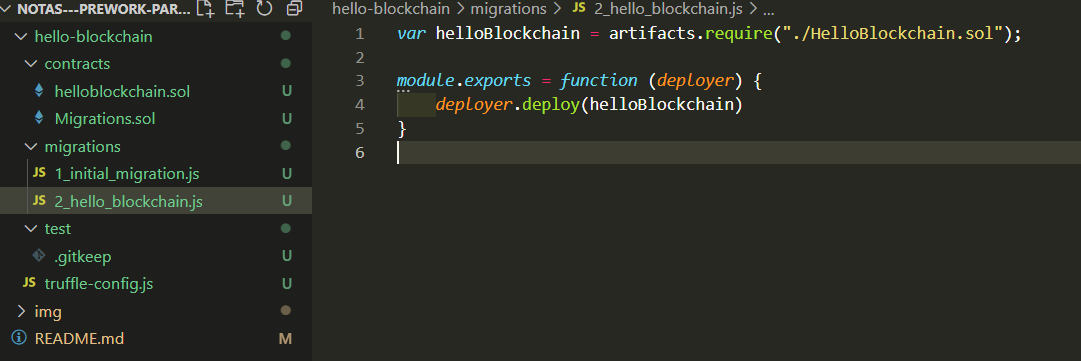 NOTAS---PREWORK-PAR...
hello-blockchain
contracts
helloblockchain.sol U
Migrations.sol U
migrations
JS 1_initial_migration.js U
JS 2_hello_blockchain.js U
test
.gitkeep U
JS truffle-config.js U
img
README.md M
hello-blockchain > migrations > JS 2_hello_blockchain.js > ...
1 var helloBlockchain = artifacts.require("./HelloBlockchain.sol");
2
3 module.exports = function (deployer) {
4     deployer.deploy(helloBlockchain)
5 }
6